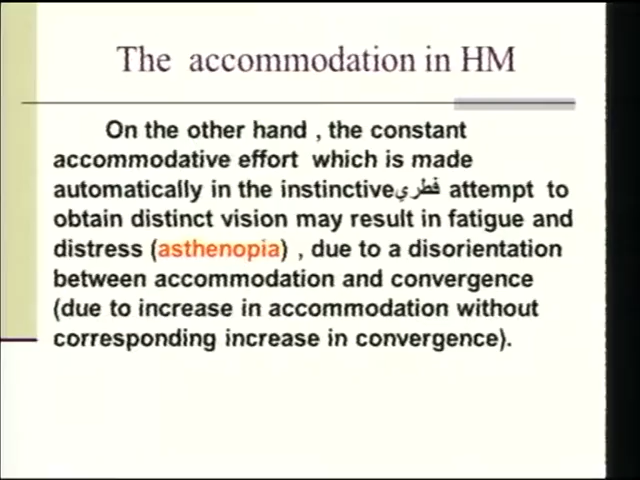 The accommodation in HM
On the other hand , the constant
accommodative effort which is made
automatically in the instinctive فطري attempt to
obtain distinct vision may result in fatigue and
distress (asthenopia) , due to a disorientation
between accommodation and convergence
(due to increase in accommodation without
corresponding increase in convergence).